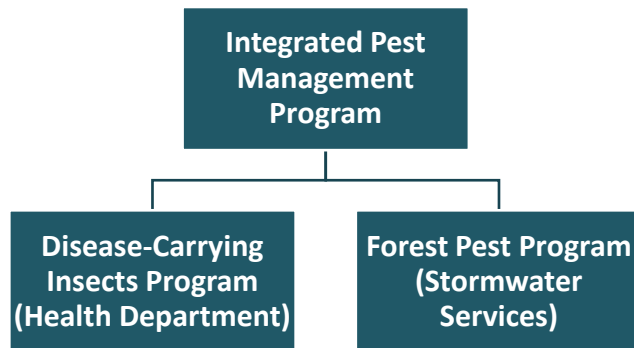 Integrated Pest
Management
Program
Disease-Carrying
Insects Program
(Health Department)
Forest Pest Program
(Stormwater
Services)